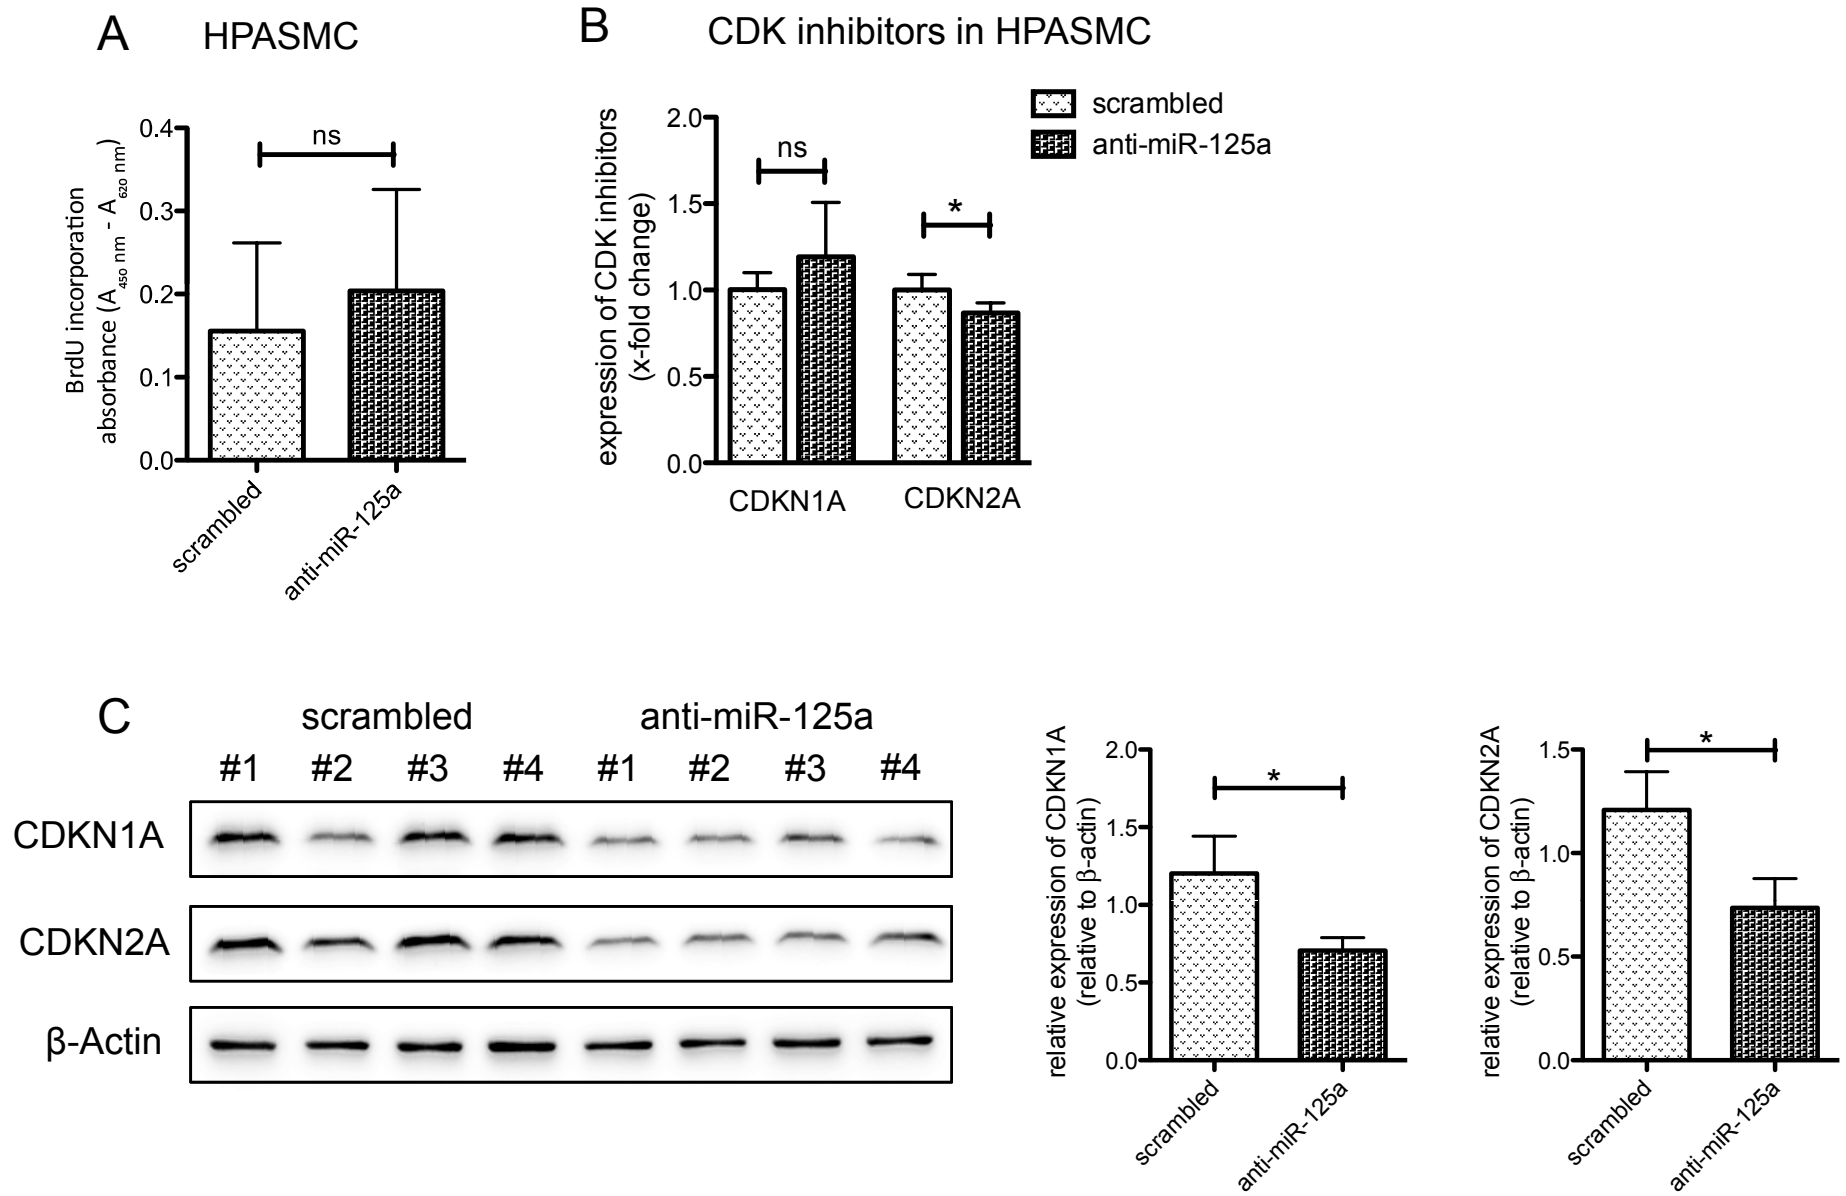 A
HPASMC
BrdU incorporation
absorbance (A450 nm - A620 nm)
0.4
0.3
0.2
0.1
0.0
ns
scrambled
anti-miR-125a
B
CDK inhibitors in HPASMC
scrambled
anti-miR-125a
expression of CDK inhibitors
(x-fold change)
2.0
1.5
1.0
0.5
0.0
ns
*
CDKN1A
CDKN2A
C
scrambled
anti-miR-125a
#1 #2 #3 #4 #1 #2 #3 #4
CDKN1A
CDKN2A
β-Actin
relative expression of CDKN1A
(relative to β-actin)
2.0
1.5
1.0
0.5
0.0
*
scrambled
anti-miR-125a
relative expression of CDKN2A
(relative to β-actin)
1.5
1.0
0.5
0.0
*
scrambled
anti-miR-125a